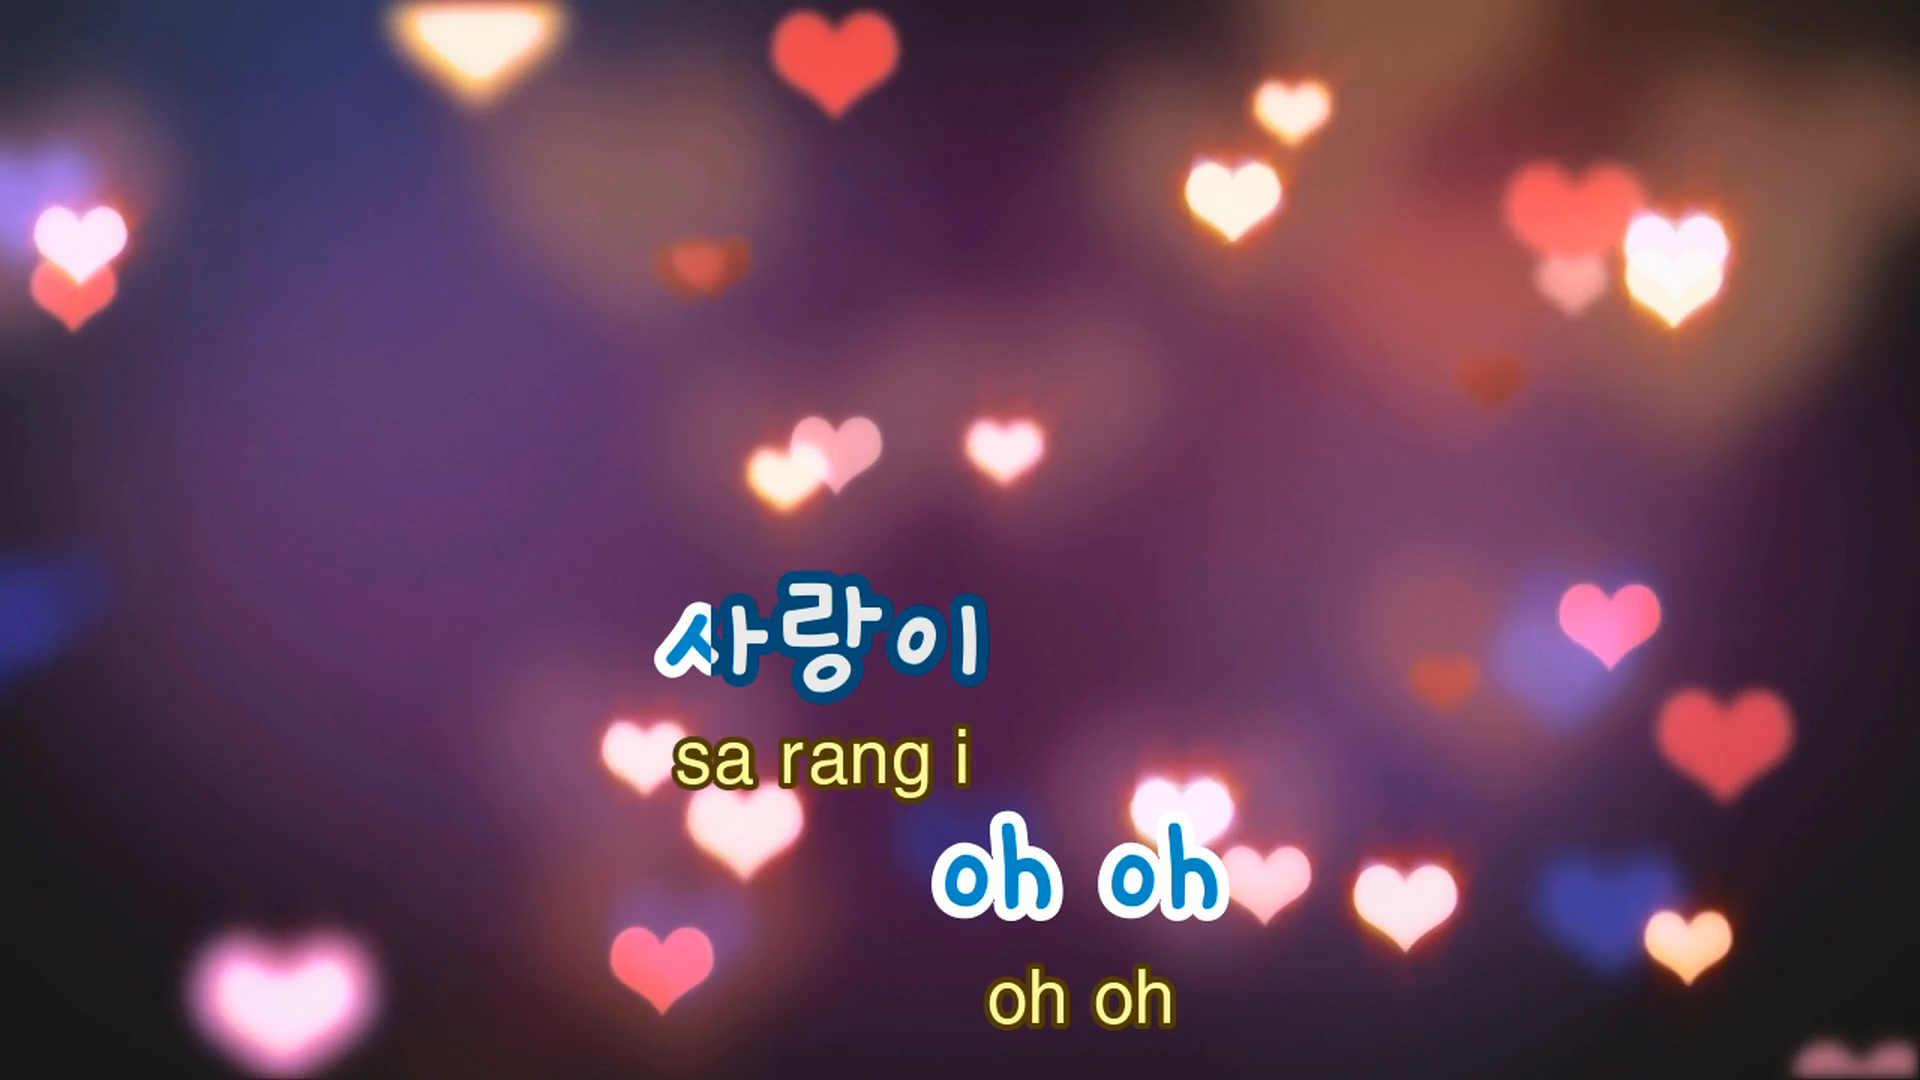 사랑이
sa rang i
oh oh
oh oh